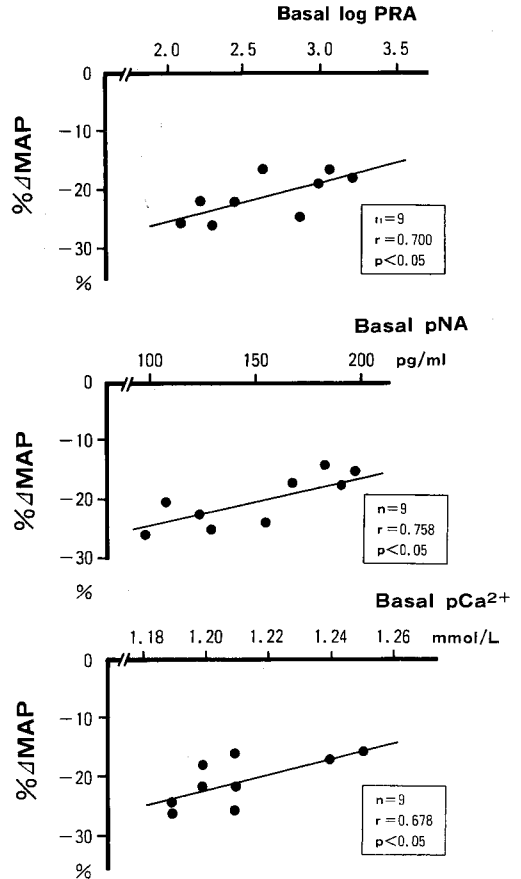 Basal log PRA
2.0 2.5 3.0 3.5
0
−10
−20
−30
%
%⊿MAP
n=9
r=0.700
p<0.05
Basal pNA
100 150 200 pg/ml
0
−10
−20
−30
%
%⊿MAP
n=9
r=0.758
p<0.05
Basal pCa2+
1.18 1.20 1.22 1.24 1.26 mmol/L
0
−10
−20
−30
%
%⊿MAP
n=9
r=0.678
p<0.05